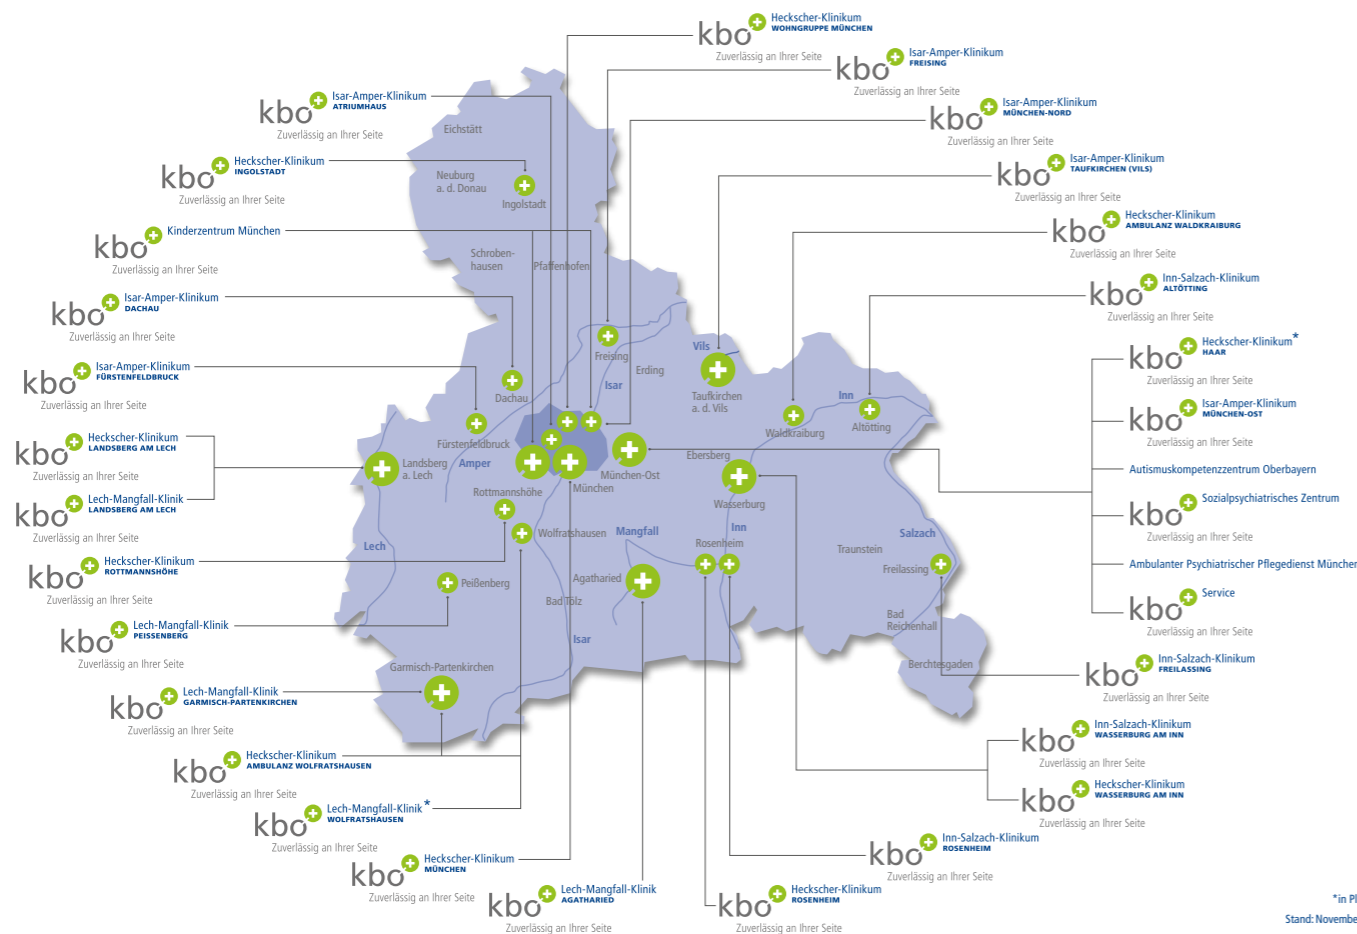 kbo
Heckscher-Klinikum
WOHNGRUPPE MÜNCHEN
Zuverlässig an Ihrer Seite
kbo
Isar-Amper-Klinikum
FREISING
Zuverlässig an Ihrer Seite
kbo
Isar-Amper-Klinikum
ATRIUMHAUS
Zuverlässig an Ihrer Seite
kbo
Isar-Amper-Klinikum
MÜNCHEN-NORD
Zuverlässig an Ihrer Seite
kbo
Heckscher-Klinikum
INGOLSTADT
Zuverlässig an Ihrer Seite
kbo
Isar-Amper-Klinikum
TAUFKIRCHEN (VILS)
Zuverlässig an Ihrer Seite
kbo
Kinderzentrum München
Zuverlässig an Ihrer Seite
kbo
Heckscher-Klinikum
AMBULANZ WALDKRAIBURG
Zuverlässig an Ihrer Seite
kbo
Isar-Amper-Klinikum
DACHAU
Zuverlässig an Ihrer Seite
kbo
Inn-Salzach-Klinikum
ALTÖTTING
Zuverlässig an Ihrer Seite
kbo
Isar-Amper-Klinikum
FÜRSTENFELDBRUCK
Zuverlässig an Ihrer Seite
kbo
Heckscher-Klinikum*
HAAR
Zuverlässig an Ihrer Seite
kbo
Isar-Amper-Klinikum
MÜNCHEN-OST
Zuverlässig an Ihrer Seite
Autismuskompetenzzentrum Oberbayern
kbo
Sozialpsychiatrisches Zentrum
Zuverlässig an Ihrer Seite
Ambulanter Psychiatrischer Pflegedienst München
kbo
Service
Zuverlässig an Ihrer Seite
kbo
Heckscher-Klinikum
LANDSBERG AM LECH
Zuverlässig an Ihrer Seite
kbo
Lech-Mangfall-Klinik
LANDSBERG AM LECH
Zuverlässig an Ihrer Seite
kbo
Heckscher-Klinikum
ROTTMANNSHÖHE
Zuverlässig an Ihrer Seite
kbo
Lech-Mangfall-Klinik
PEISSENBERG
Zuverlässig an Ihrer Seite
kbo
Lech-Mangfall-Klinik
GARMISCH-PARTENKIRCHEN
Zuverlässig an Ihrer Seite
kbo
Heckscher-Klinikum
AMBULANZ WOLFRATSHAUSEN
Zuverlässig an Ihrer Seite
kbo
Lech-Mangfall-Klinik*
WOLFRATSHAUSEN
Zuverlässig an Ihrer Seite
kbo
Heckscher-Klinikum
MÜNCHEN
Zuverlässig an Ihrer Seite
kbo
Lech-Mangfall-Klinik
AGATHARIED
Zuverlässig an Ihrer Seite
kbo
Heckscher-Klinikum
ROSENHEIM
Zuverlässig an Ihrer Seite
kbo
Inn-Salzach-Klinikum
ROSENHEIM
Zuverlässig an Ihrer Seite
kbo
Heckscher-Klinikum
WASSERBURG AM INN
Zuverlässig an Ihrer Seite
kbo
Inn-Salzach-Klinikum
WASSERBURG AM INN
Zuverlässig an Ihrer Seite
kbo
Inn-Salzach-Klinikum
FREILASSING
Zuverlässig an Ihrer Seite
Eichstätt
Neuburg
a. d. Donau
Ingolstadt
Schroben-
hausen
Pfaffenhofen
Freising
Erding
Isar
Vils
Taufkirchen
a. d. Vils
Dachau
Fürstenfeldbruck
Amper
Landsberg
a. Lech
Rottmannshöhe
München
München-Ost
Ebersberg
Wasserburg
Waldkraiburg
Inn
Altötting
Lech
Wolfratshausen
Mangfall
Rosenheim
Inn
Salzach
Traunstein
Freilassing
Peißenberg
Agatharied
Bad Tölz
Isar
Bad
Reichenhall
Berchtesgaden
Garmisch-Partenkirchen
*in Pl
Stand: Novembe